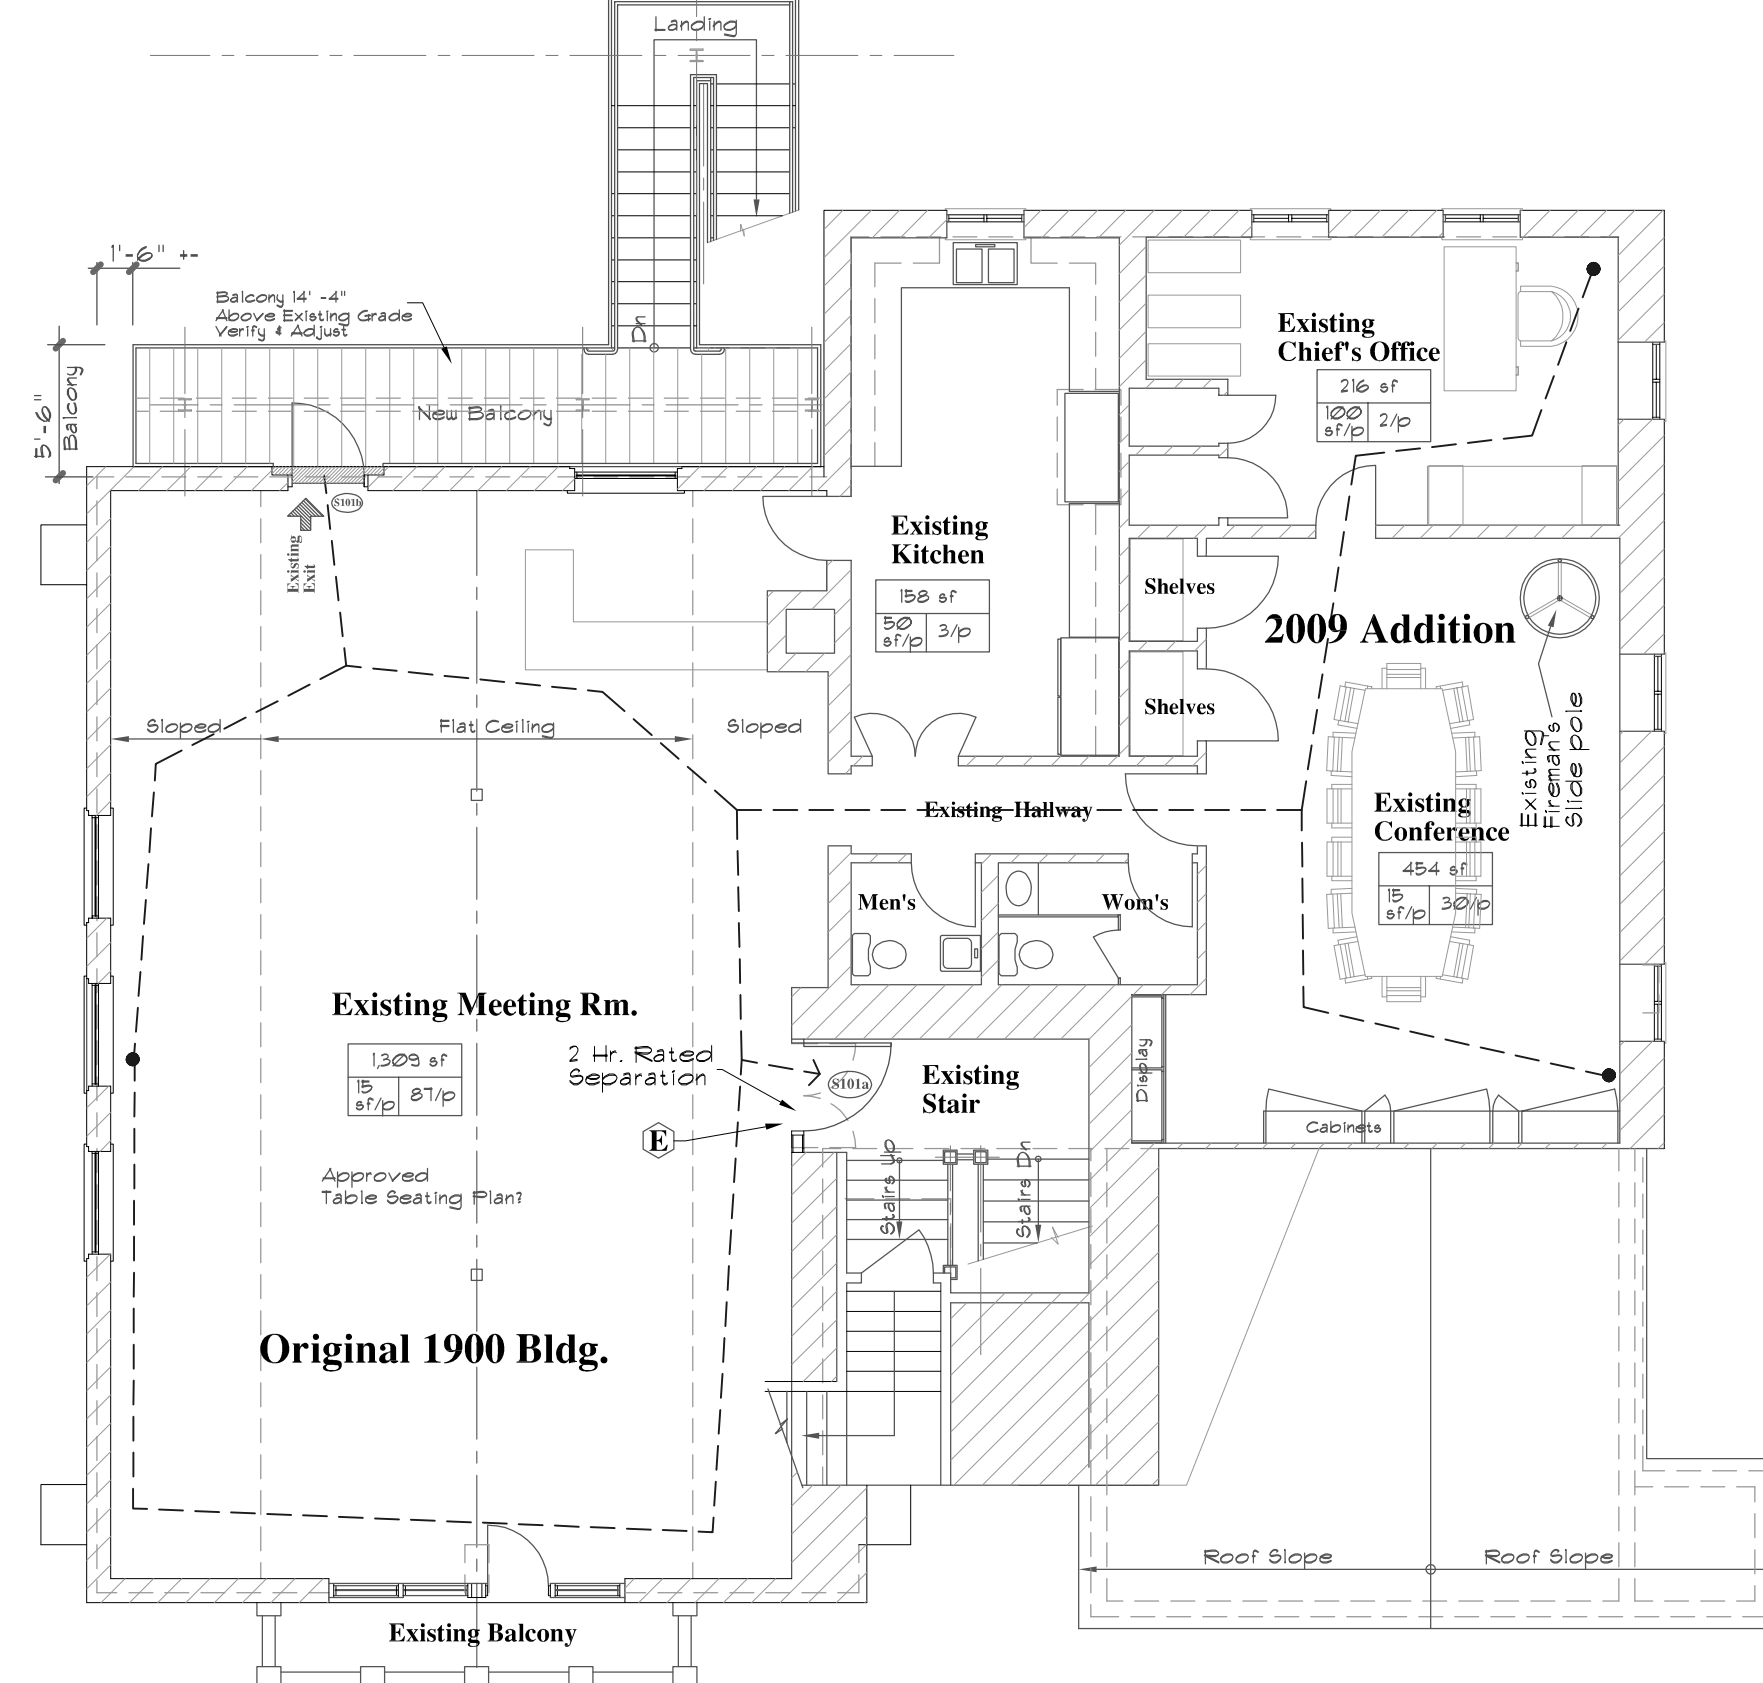 Landing
1'-6" +-
Balcony 14' -4"
Above Existing Grade
Verify & Adjust
Dn
5'-6"
Balcony
New Balcony
S101b
Existing
Exit
Existing
Chief's Office
216 sf
100
sf/p
2/p
Existing
Kitchen
158 sf
50
sf/p
3/p
Shelves
2009 Addition
Shelves
Existing
Fireman's
Slide pole
Sloped
Flat Ceiling
Sloped
Existing Hallway
Existing
Conference
454 sf
15
sf/p
30/p
Men's
Wom's
Existing Meeting Rm.
1,309 sf
15
sf/p
87/p
2 Hr. Rated
Separation
S101a
Existing
Stair
Display
E
Cabinets
Approved
Table Seating Plan?
Stairs Up
Stairs Dn
Original 1900 Bldg.
Roof Slope
Roof Slope
Existing Balcony